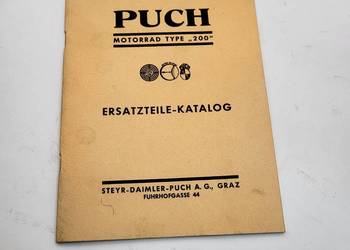 PUCH
MOTORRAD TYPE „200"
ERSATZTEILE-KATALOG
STEYR-DAIMLER-PUCH A. G., GRAZ
FUHRHOFGASSE 44